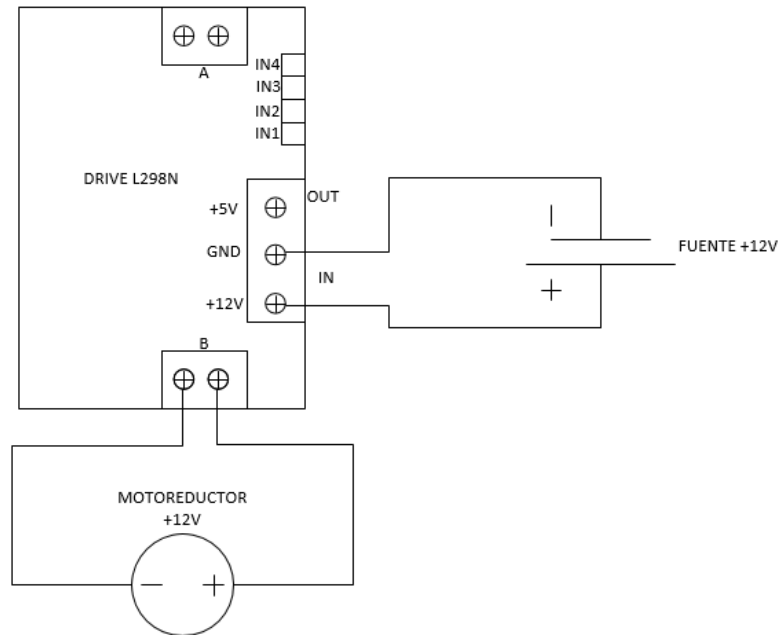 A
IN4
IN3
IN2
IN1
DRIVE L298N
OUT
+5V
GND
IN
+12V
B
FUENTE +12V
MOTOREDUCTOR
+12V